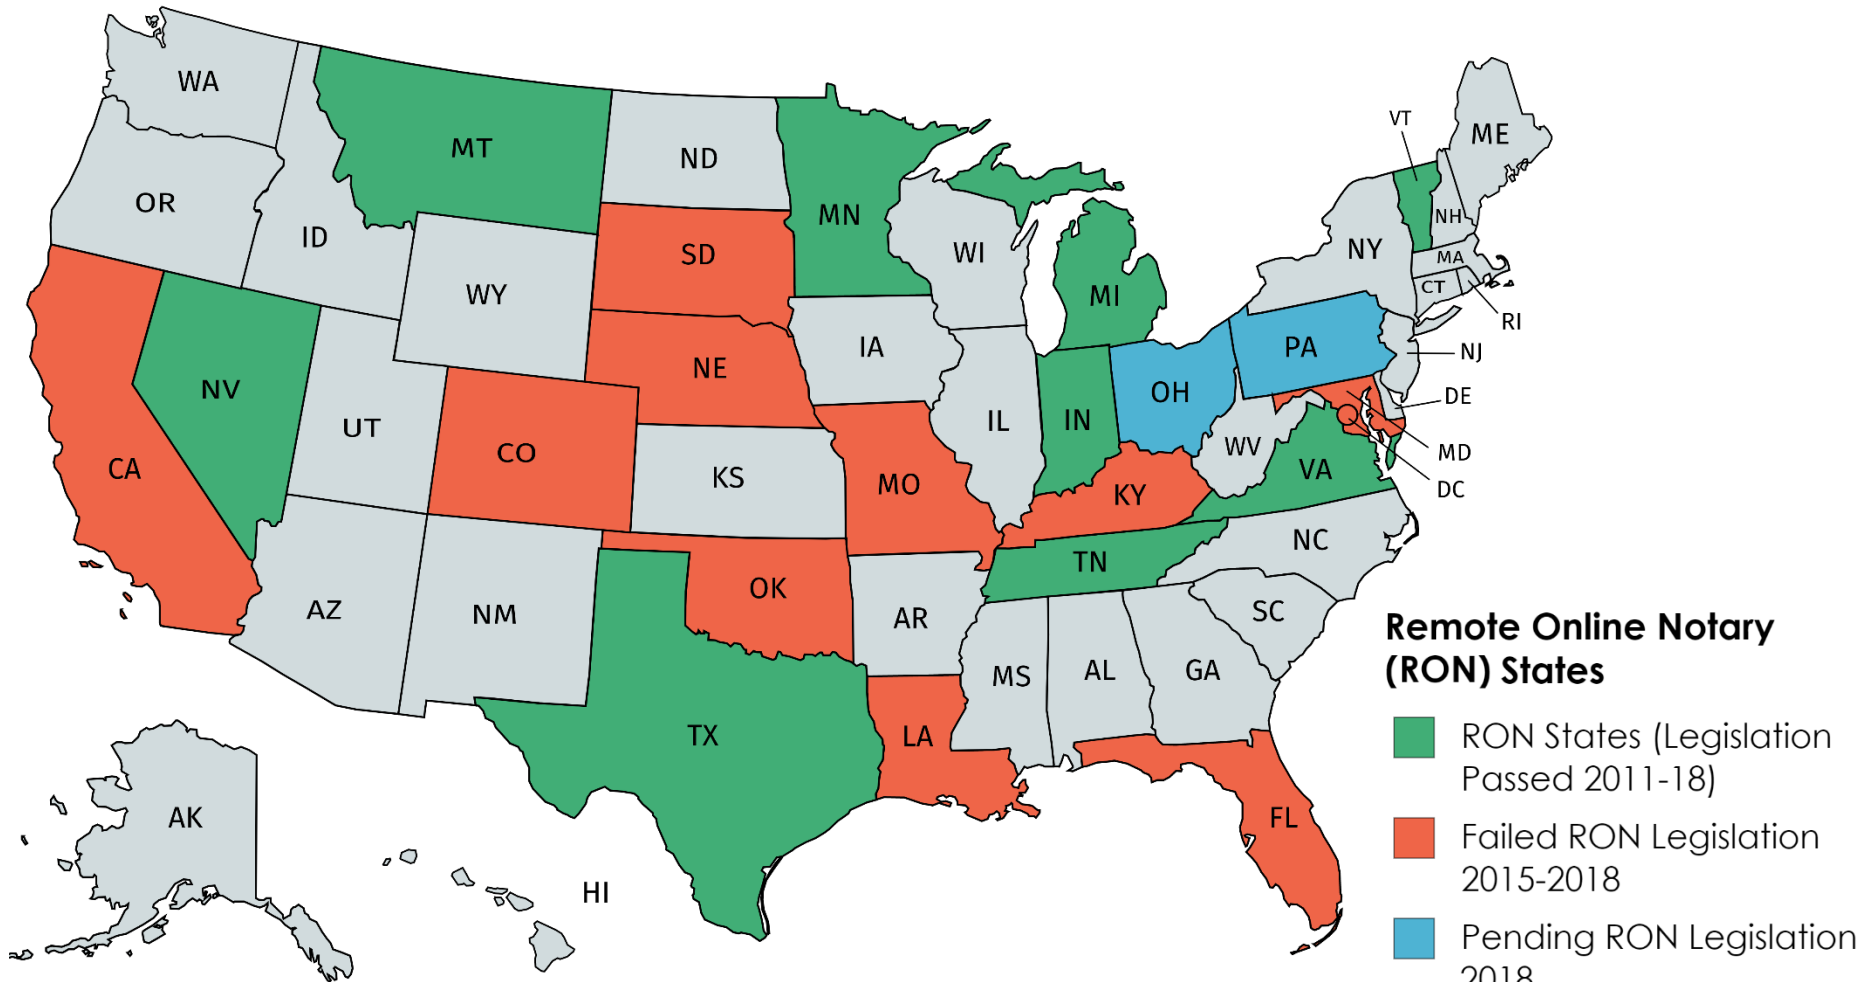 WA
MT
ND
MN
VT
ME
OR
ID
SD
WI
NY
NH
MA
WY
MI
CT
RI
NV
NE
IA
PA
NJ
UT
CO
IL
IN
OH
DE
CA
KS
MO
WV
MD
KY
VA
DC
AZ
NM
OK
AR
TN
NC
SC
MS
AL
GA
TX
LA
FL
AK
HI
Remote Online Notary
(RON) States
RON States (Legislation
Passed 2011-18)
Failed RON Legislation
2015-2018
Pending RON Legislation
2018